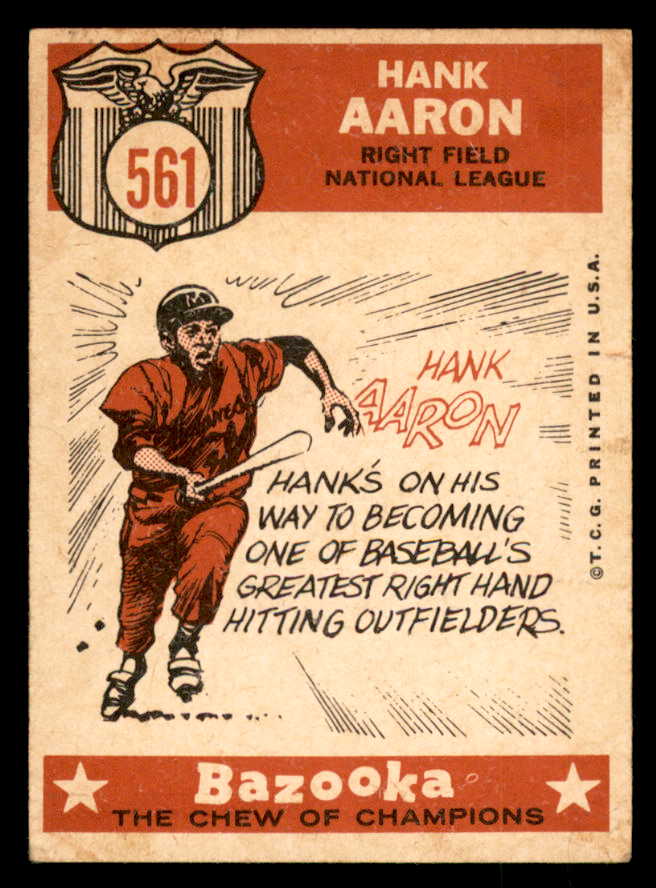 561
HANK
AARON
RIGHT FIELD
NATIONAL LEAGUE
M
HANK
AARON
HANK'S ON HIS
WAY TO BECOMING
ONE OF BASEBALL'S
GREATEST RIGHT HAND
HITTING OUTFIELDERS.
©T.C.G. PRINTED IN U.S.A.
Bazooka
THE CHEW OF CHAMPIONS